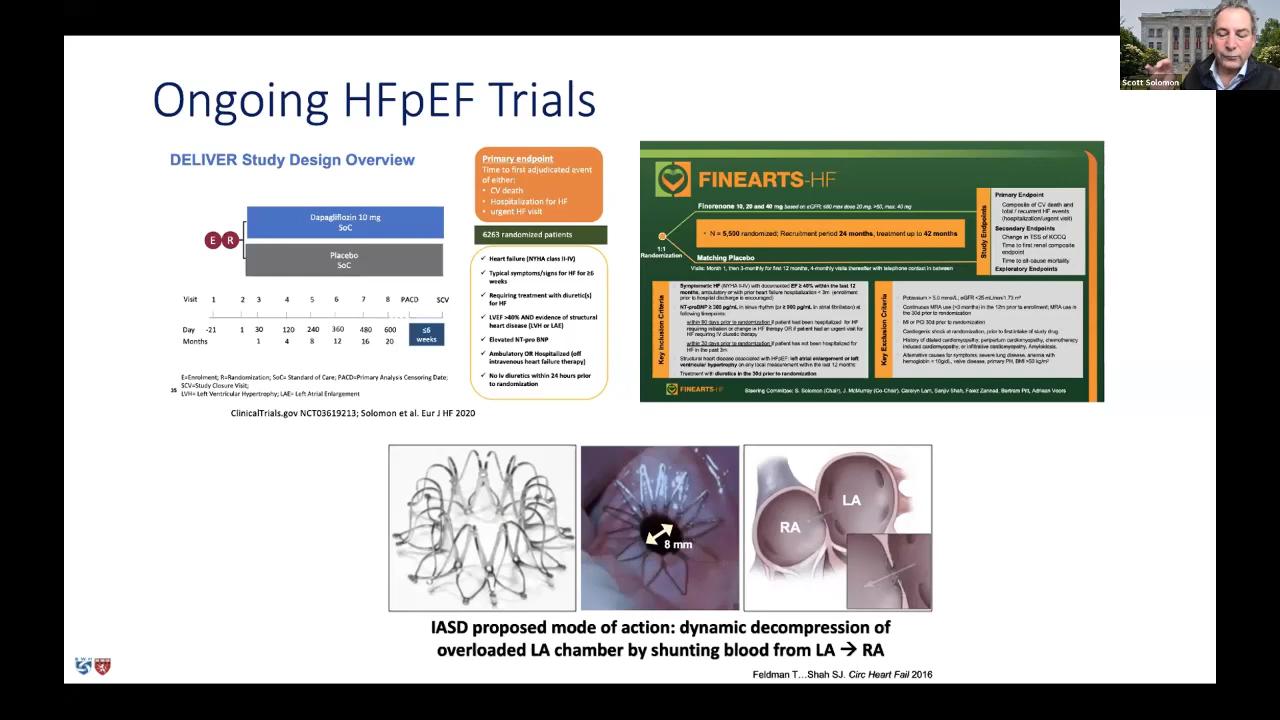 Scott Solomon
Ongoing HFpEF Trials
DELIVER Study Design Overview
Dapagliflozin 10 mg
SoC
E R
Placebo
SoC
Visit 1 2 3 4 5 6 7 8 PACD SCV
Day -21 1 30 120 240 360 480 600 ≤6
Months 1 4 8 12 16 20 weeks
E=Enrolment; R=Randomization; SoC= Standard of Care; PACD=Primary Analysis Censoring Date;
SCV=Study Closure Visit;
LVH= Left Ventricular Hypertrophy; LAE= Left Atrial Enlargement
35
ClinicalTrials.gov NCT03619213; Solomon et al. Eur J HF 2020
Primary endpoint
Time to first adjudicated event
of either:
• CV death
• Hospitalization for HF
• urgent HF visit
6263 randomized patients
✓ Heart failure (NYHA class II-IV)
✓ Typical symptoms/signs for HF for ≥6
weeks
✓ Requiring treatment with diuretic(s)
for HF
✓ LVEF >40% AND evidence of structural
heart disease (LVH or LAE)
✓ Elevated NT-pro BNP
✓ Ambulatory OR Hospitalized (off
intravenous heart failure therapy)
✓ No iv diuretics within 24 hours prior
to randomization
FINEARTS-HF
Finerenone 10, 20 and 40 mg based on eGFR: ≤60 max dose 20 mg, >60, max. 40 mg
• N = 5,500 randomized; Recruitment period 24 months, treatment up to 42 months
1:1
Randomization
Matching Placebo
Visits: Month 1, then 3-monthly for first 12 months, 4-monthly visits thereafter with telephone contact in between
Study Endpoints
Primary Endpoint
Composite of CV death and
total / recurrent HF events
(hospitalization/urgent visit)
Secondary Endpoints
Change in TSS of KCCQ
Time to first renal composite
endpoint
Time to all-cause mortality
Exploratory Endpoints
Key Inclusion Criteria
Symptomatic HF (NYHA II-IV) with documented EF ≥ 40% within the last 12
months, ambulatory or with prior heart failure hospitalization
prior to hospital discharge is encouraged)
NT-proBNP ≥ 300 pg/mL in sinus rhythm (or ≥ 900 pg/mL in atrial fibrillation) at
following timepoints:
within 90 days prior to randomization if patient had been hospitalized for HF
requiring initiation or change in HF therapy OR if patient had an urgent visit for
HF requiring IV diuretic therapy
within 30 days prior to randomization if patient has not been hospitalized for
HF in the past 3m
Structural heart disease associated with HFpEF: left atrial enlargement or left
ventricular hypertrophy on any local measurement within the last 12 months;
Treatment with diuretics in the 30d prior to randomization
Key Exclusion Criteria
Potassium > 5.0 mmol/L; eGFR <25 mL/min/1.73 m²
Continuous MRA use (>3 months) in the 12m prior to enrollment; MRA use in
the 30d prior to randomization
MI or PCI 30d prior to randomization
Cardiogenic shock at randomization, prior to first intake of study drug.
History of dilated cardiomyopathy; peripartum cardiomyopathy, chemotherapy
induced cardiomyopathy; or infiltrative cardiomyopathy, Amyloidosis.
Alternative causes for symptoms: severe lung disease, anemia with
hemoglobin < 10g/dL, valve disease, primary PH, BMI >50 kg/m²
FINEARTS-HF
Steering Committee: S. Solomon (Chair), J. McMurray (Co-Chair), Carolyn Lam, Sanjiv Shah, Faiez Zannad, Bertram Pitt, Adriaan Voors
8 mm
LA
RA
IASD proposed mode of action: dynamic decompression of
overloaded LA chamber by shunting blood from LA → RA
Feldman T…Shah SJ. Circ Heart Fail 2016